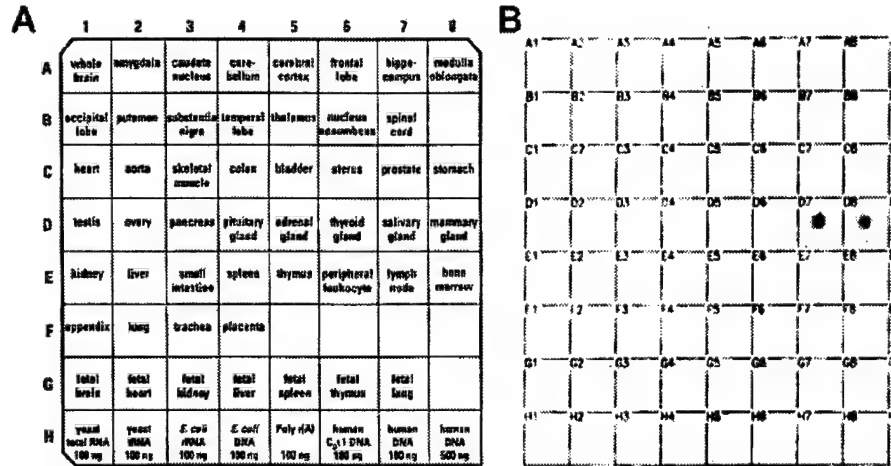 A
1 2 3 4 5 6 7 8
A
whole amygdala caudate cere- cerebral frontal hippo- medulla
brain nucleus bellum cortex lobe campus oblongata
B
occipital putamen substantia temporal thalamus nucleus spinal
lobe nigra lobe accumbens cord
C
heart aorta skeletal colon bladder uterus prostate stomach
muscle
D
testis ovary pancreas pituitary adrenal thyroid salivary mammary
gland gland gland gland gland
E
kidney liver small spleen thymus peripheral lymph bone
intestine leukocyte node marrow
F
appendix lung trachea placenta
G
fetal fetal fetal fetal fetal fetal fetal
brain heart kidney liver spleen thymus lung
H
yeast yeast E coli E coli Poly r(A) human human human
total RNA tRNA rRNA DNA C₀t1 DNA DNA DNA
100 ng 100 ng 100 ng 100 ng 100 ng 100 ng 100 ng 500 ng
B
A1 A2 A3 A4 A5 A6 A7 A8
B1 B2 B3 B4 B5 B6 B7 B8
C1 C2 C3 C4 C5 C6 C7 C8
D1 D2 D3 D4 D5 D6 D7 D8
E1 E2 E3 E4 E5 E6 E7 E8
F1 F2 F3 F4 F5 F6 F7 F8
G1 G2 G3 G4 G5 G6 G7 G8
H1 H2 H3 H4 H5 H6 H7 H8